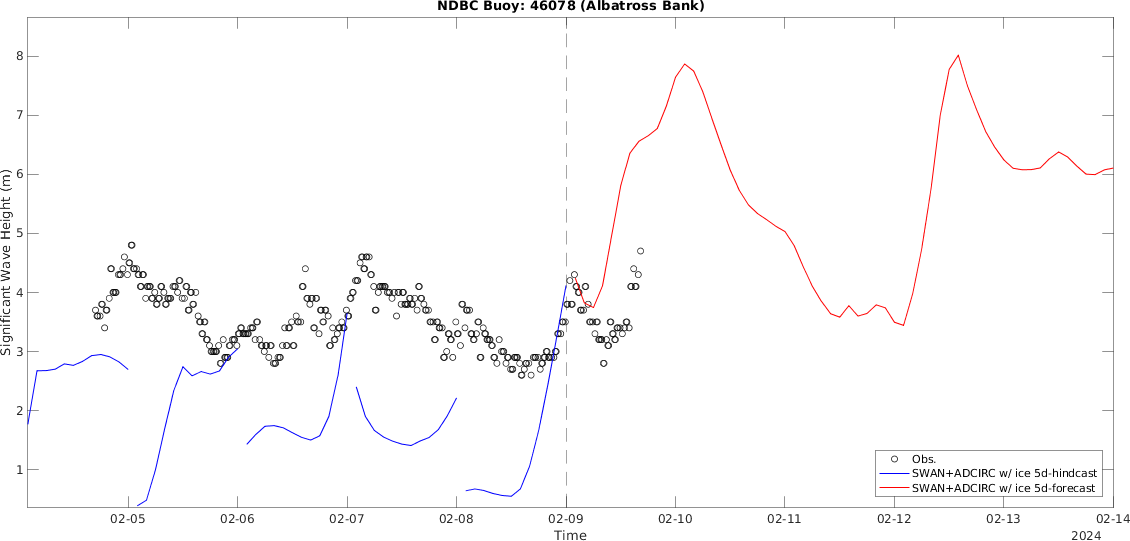 NDBC Buoy: 46078 (Albatross Bank)
Significant Wave Height (m)
8
7
6
5
4
3
2
1
Obs.
SWAN+ADCIRC w/ ice 5d-hindcast
SWAN+ADCIRC w/ ice 5d-forecast
02-05 02-06 02-07 02-08 02-09 02-10 02-11 02-12 02-13 02-14
Time
2024